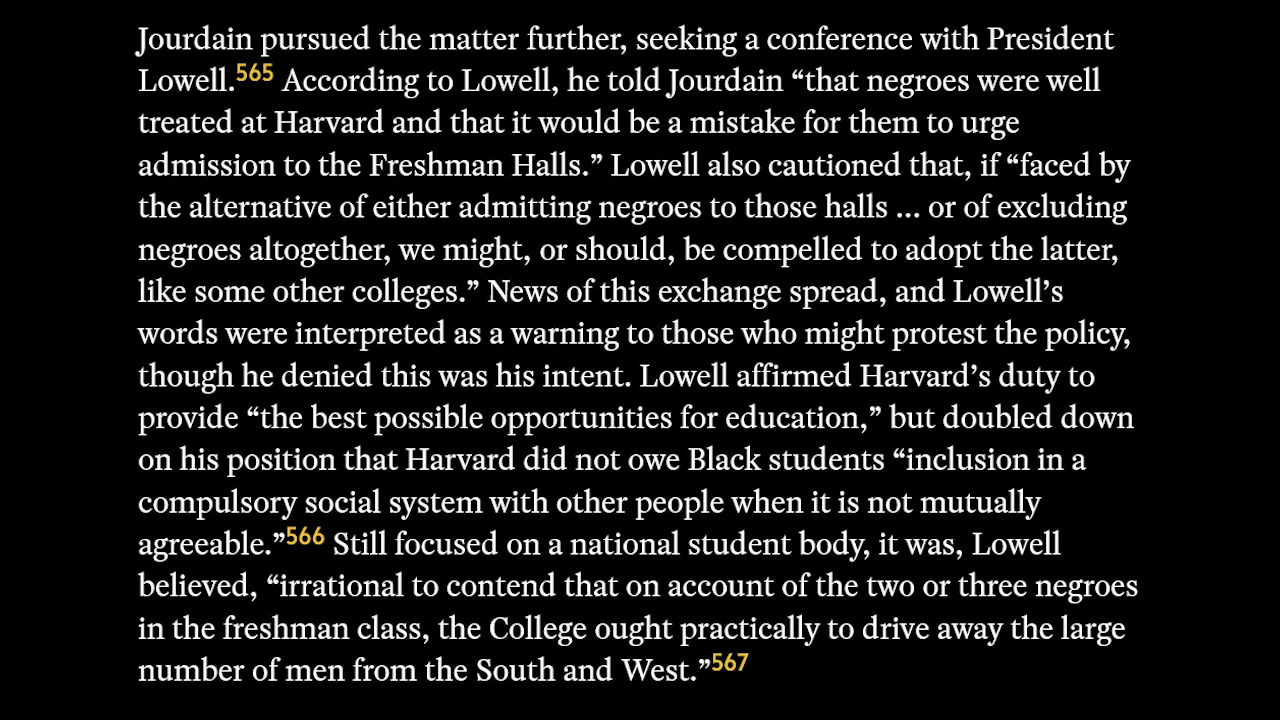 Jourdain pursued the matter further, seeking a conference with President
Lowell.565 According to Lowell, he told Jourdain “that negroes were well
treated at Harvard and that it would be a mistake for them to urge
admission to the Freshman Halls.” Lowell also cautioned that, if “faced by
the alternative of either admitting negroes to those halls ... or of excluding
negroes altogether, we might, or should, be compelled to adopt the latter,
like some other colleges.” News of this exchange spread, and Lowell’s
words were interpreted as a warning to those who might protest the policy,
though he denied this was his intent. Lowell affirmed Harvard’s duty to
provide “the best possible opportunities for education,” but doubled down
on his position that Harvard did not owe Black students “inclusion in a
compulsory social system with other people when it is not mutually
agreeable.”566 Still focused on a national student body, it was, Lowell
believed, “irrational to contend that on account of the two or three negroes
in the freshman class, the College ought practically to drive away the large
number of men from the South and West.”567